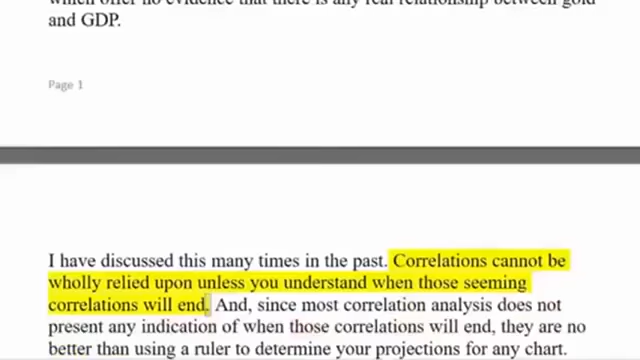 which offer no evidence that there is any real relationship between gold
and GDP.
Page 1
I have discussed this many times in the past. Correlations cannot be
wholly relied upon unless you understand when those seeming
correlations will end. And, since most correlation analysis does not
present any indication of when those correlations will end, they are no
better than using a ruler to determine your projections for any chart.